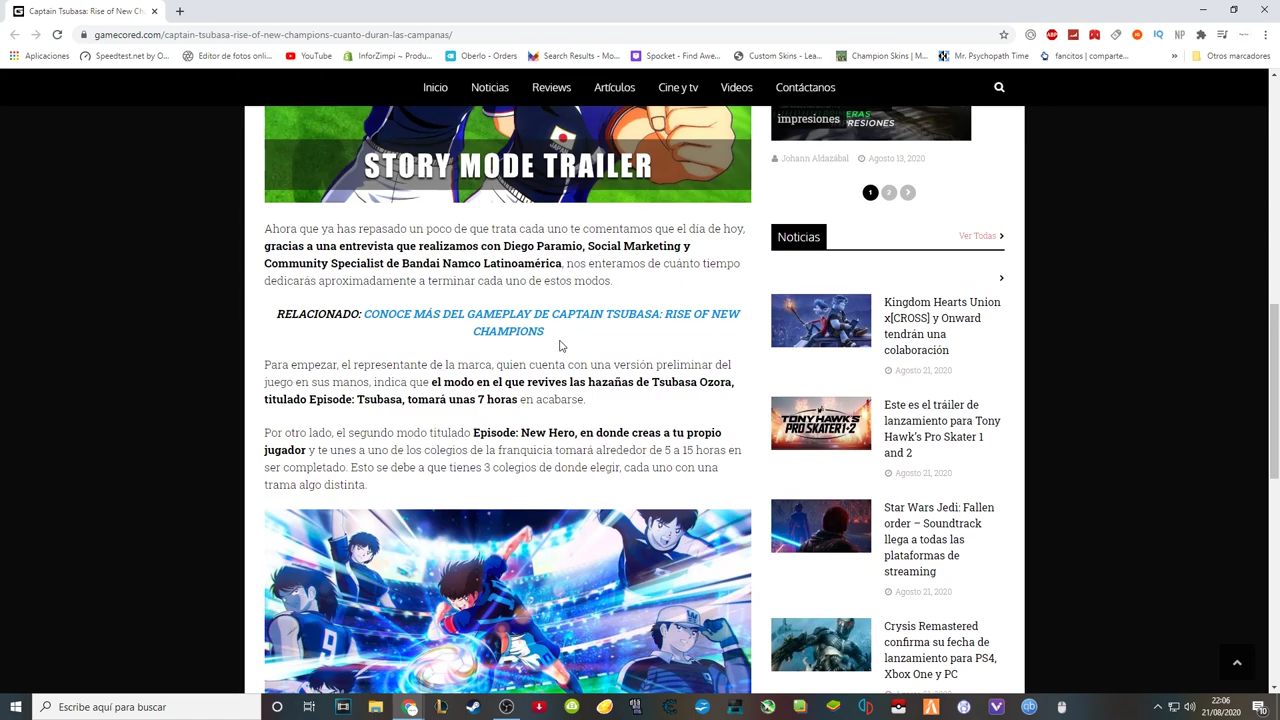 Captain Tsubasa: Rise of New Ch
gamecored.com/captain-tsubasa-rise-of-new-champions-cuanto-duran-las-campanas/
Aplicaciones
Speedtest.net by O...
Editor de fotos onli...
YouTube
InforZimpi ~ Produ...
Oberlo - Orders
Search Results - Mo...
Spocket - Find Awe...
Custom Skins - Lea...
Champion Skins | M...
Mr. Psychopath Time
fancitos | comparte...
Otros marcadores
Inicio
Noticias
Reviews
Artículos
Cine y tv
Videos
Contáctanos
STORY MODE TRAILER
Ahora que ya has repasado un poco de que trata cada uno te comentamos que el día de hoy,
gracias a una entrevista que realizamos con Diego Paramio, Social Marketing y
Community Specialist de Bandai Namco Latinoamérica, nos enteramos de cuánto tiempo
dedicarás aproximadamente a terminar cada uno de estos modos.
RELACIONADO: CONOCE MÁS DEL GAMEPLAY DE CAPTAIN TSUBASA: RISE OF NEW
CHAMPIONS
Para empezar, el representante de la marca, quien cuenta con una versión preliminar del
juego en sus manos, indica que el modo en el que revives las hazañas de Tsubasa Ozora,
titulado Episode: Tsubasa, tomará unas 7 horas en acabarse.
Por otro lado, el segundo modo titulado Episode: New Hero, en donde creas a tu propio
jugador y te unes a uno de los colegios de la franquicia tomará alrededor de 5 a 15 horas en
ser completado. Esto se debe a que tienes 3 colegios de donde elegir, cada uno con una
trama algo distinta.
impresiones
ERAS
RESIONES
Johann Aldazábal
Agosto 13, 2020
1
2
Noticias
Ver Todas
Kingdom Hearts Union
x[CROSS] y Onward
tendrán una
colaboración
Agosto 21, 2020
TONY HAWK'S
PRO SKATER 1+2
Este es el tráiler de
lanzamiento para Tony
Hawk's Pro Skater 1
and 2
Agosto 21, 2020
Star Wars Jedi: Fallen
order – Soundtrack
llega a todas las
plataformas de
streaming
Agosto 21, 2020
Crysis Remastered
confirma su fecha de
lanzamiento para PS4,
Xbox One y PC
Escribe aquí para buscar
22:06
21/08/2020